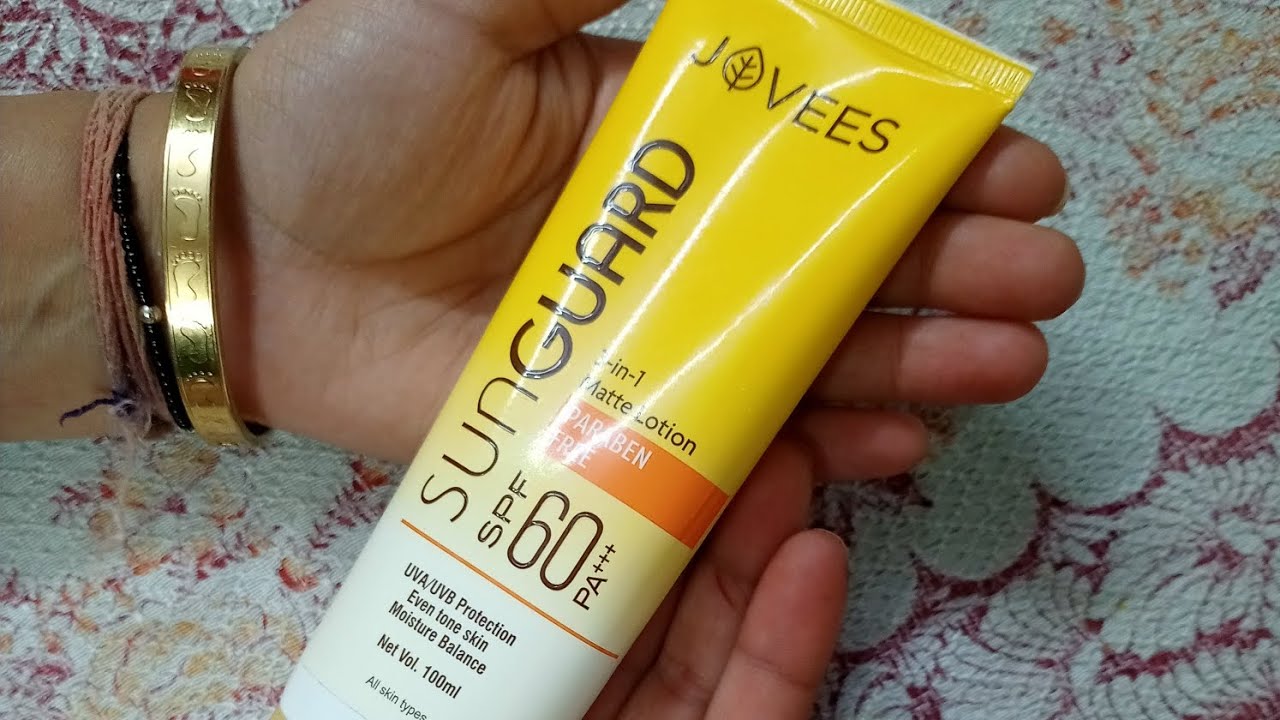 JOVEES
SUNGUARD
-in-1
Matte Lotion
PARABEN
FREE
SPF 60 PA+++
UVA/UVB Protection
Even tone skin
Moisture Balance
Net Vol. 100ml
All skin types